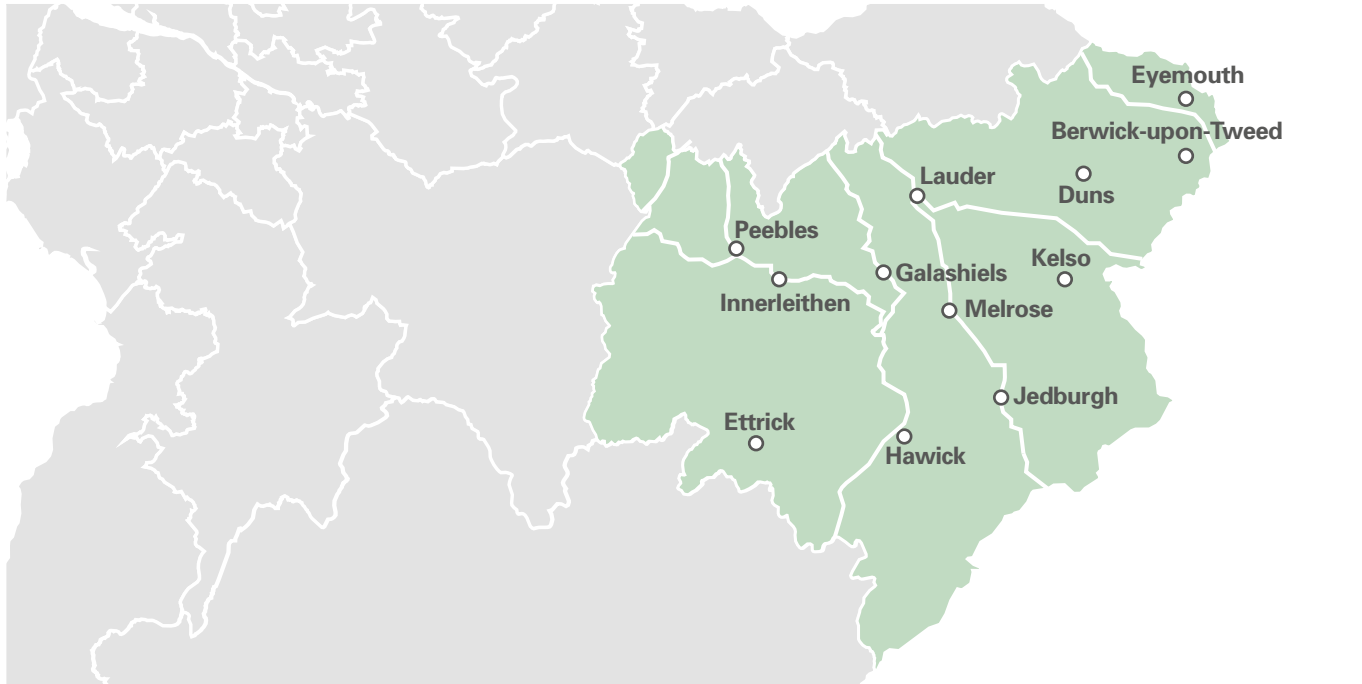 Eyemouth
Berwick-upon-Tweed
Lauder
Duns
Peebles
Kelso
Galashiels
Innerleithen
Melrose
Jedburgh
Ettrick
Hawick